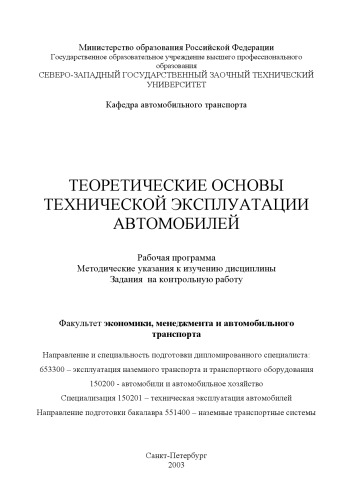 Министерство образования Российской Федерации
Государственное образовательное учреждение высшего профессионального
образования
СЕВЕРО-ЗАПАДНЫЙ ГОСУДАРСТВЕННЫЙ ЗАОЧНЫЙ ТЕХНИЧЕСКИЙ
УНИВЕРСИТЕТ
Кафедра автомобильного транспорта
ТЕОРЕТИЧЕСКИЕ ОСНОВЫ
ТЕХНИЧЕСКОЙ ЭКСПЛУАТАЦИИ
АВТОМОБИЛЕЙ
Рабочая программа
Методические указания к изучению дисциплины
Задания на контрольную работу
Факультет экономики, менеджмента и автомобильного
транспорта
Направление и специальность подготовки дипломированного специалиста:
653300 – эксплуатация наземного транспорта и транспортного оборудования
150200 - автомобили и автомобильное хозяйство
Специализация 150201 – техническая эксплуатация автомобилей
Направление подготовки бакалавра 551400 – наземные транспортные системы
Санкт-Петербург
2003